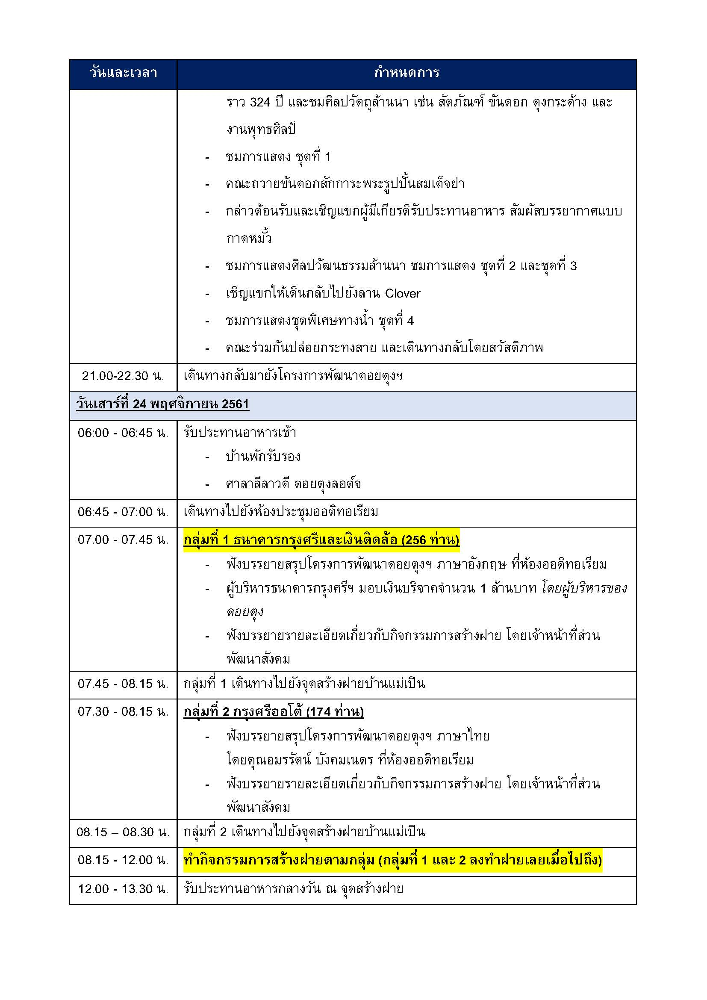 วันและเวลา กำหนดการ
ราว 324 ปี และชมศิลปวัตถุล้านนา เช่น สัตภัณฑ์ ขันดอก ตุงกระด้าง และ
งานพุทธศิลป์
- ชมการแสดง ชุดที่ 1
- คณะถวายขันดอกสักการะพระรูปปั้นสมเด็จย่า
- กล่าวต้อนรับและเชิญแขกผู้มีเกียรติรับประทานอาหาร สัมผัสบรรยากาศแบบ
กาดหมั้ว
- ชมการแสดงศิลปวัฒนธรรมล้านนา ชมการแสดง ชุดที่ 2 และชุดที่ 3
- เชิญแขกให้เดินกลับไปยังลาน Clover
- ชมการแสดงชุดพิเศษทางน้ำ ชุดที่ 4
- คณะร่วมกันปล่อยกระทงสาย และเดินทางกลับโดยสวัสดิภาพ
21.00-22.30 น. เดินทางกลับมายังโครงการพัฒนาดอยตุงฯ
วันเสาร์ที่ 24 พฤศจิกายน 2561
06:00 - 06:45 น. รับประทานอาหารเช้า
- บ้านพักรับรอง
- ศาลาลีลาวดี ดอยตุงลอด์จ
06:45 - 07:00 น. เดินทางไปยังห้องประชุมออดิทอเรียม
07.00 - 07.45 น. กลุ่มที่ 1 ธนาคารกรุงศรีและเงินติดล้อ (256 ท่าน)
- ฟังบรรยายสรุปโครงการพัฒนาดอยตุงฯ ภาษาอังกฤษ ที่ห้องออดิทอเรียม
- ผู้บริหารธนาคารกรุงศรีฯ มอบเงินบริจาคจำนวน 1 ล้านบาท โดยผู้บริหารของ
ดอยตุง
- ฟังบรรยายรายละเอียดเกี่ยวกับกิจกรรมการสร้างฝาย โดยเจ้าหน้าที่ส่วน
พัฒนาสังคม
07.45 - 08.15 น. กลุ่มที่ 1 เดินทางไปยังจุดสร้างฝายบ้านแม่เปิน
07.30 - 08.15 น. กลุ่มที่ 2 กรุงศรีออโต้ (174 ท่าน)
- ฟังบรรยายสรุปโครงการพัฒนาดอยตุงฯ ภาษาไทย
โดยคุณอมรรัตน์ บังคมเนตร ที่ห้องออดิทอเรียม
- ฟังบรรยายรายละเอียดเกี่ยวกับกิจกรรมการสร้างฝาย โดยเจ้าหน้าที่ส่วน
พัฒนาสังคม
08.15 – 08.30 น. กลุ่มที่ 2 เดินทางไปยังจุดสร้างฝายบ้านแม่เปิน
08.15 - 12.00 น. ทำกิจกรรมการสร้างฝายตามกลุ่ม (กลุ่มที่ 1 และ 2 ลงทำฝายเลยเมื่อไปถึง)
12.00 - 13.30 น. รับประทานอาหารกลางวัน ณ จุดสร้างฝาย